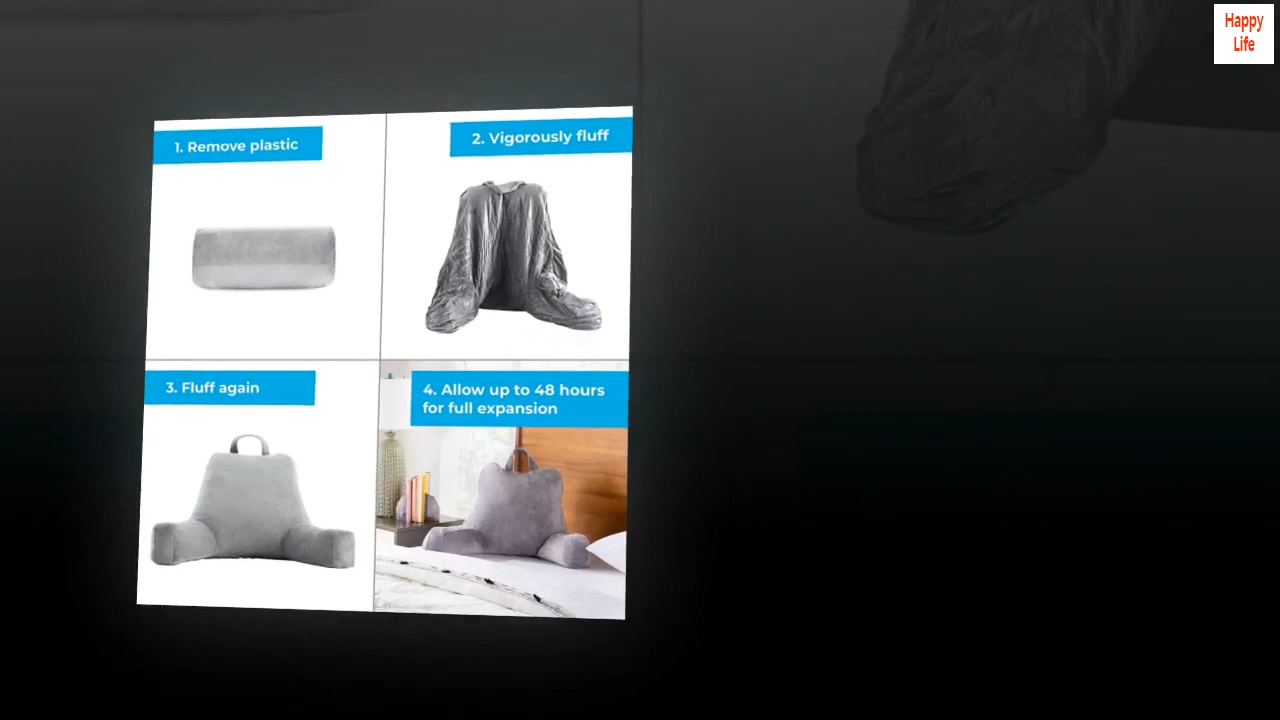 Happy
Life
1. Remove plastic
2. Vigorously fluff
3. Fluff again
4. Allow up to 48 hours
for full expansion